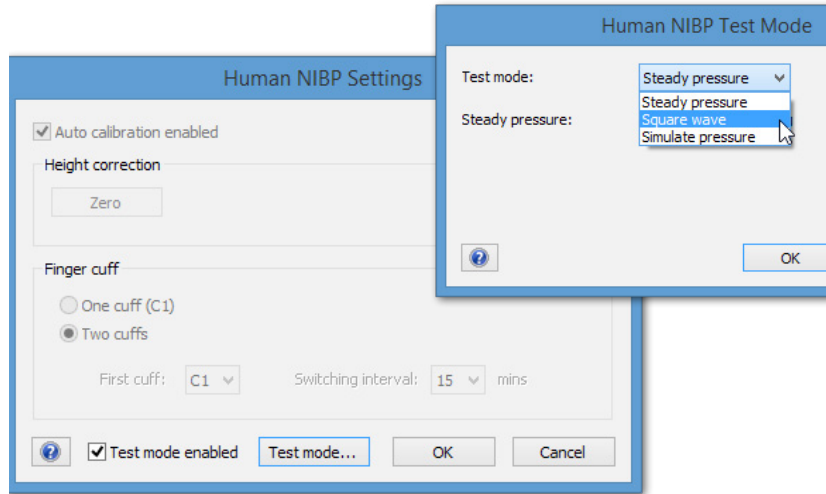 Human NIBP Settings
Auto calibration enabled
Height correction
Zero
Finger cuff
One cuff (C1)
Two cuffs
First cuff: C1 Switching interval: 15 mins
Test mode enabled Test mode... OK Cancel
Human NIBP Test Mode
Test mode: Steady pressure
Steady pressure
Steady pressure: Square wave
Simulate pressure
OK